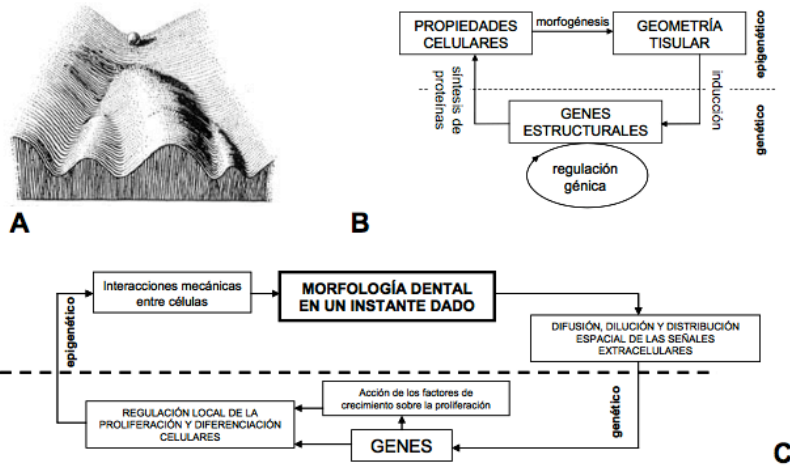 A
PROPIEDADES
CELULARES
morfogénesis
GEOMETRÍA
TISULAR
epigenético
síntesis de
proteínas
inducción
GENES
ESTRUCTURALES
genético
regulación
génica
B
Interacciones mecánicas
entre células
MORFOLOGÍA DENTAL
EN UN INSTANTE DADO
epigenético
DIFUSIÓN, DILUCIÓN Y DISTRIBUCIÓN
ESPACIAL DE LAS SEÑALES
EXTRACELULARES
Acción de los factores de
crecimiento sobre la proliferación
genético
REGULACIÓN LOCAL DE LA
PROLIFERACIÓN Y DIFERENCIACIÓN
CELULARES
GENES
C